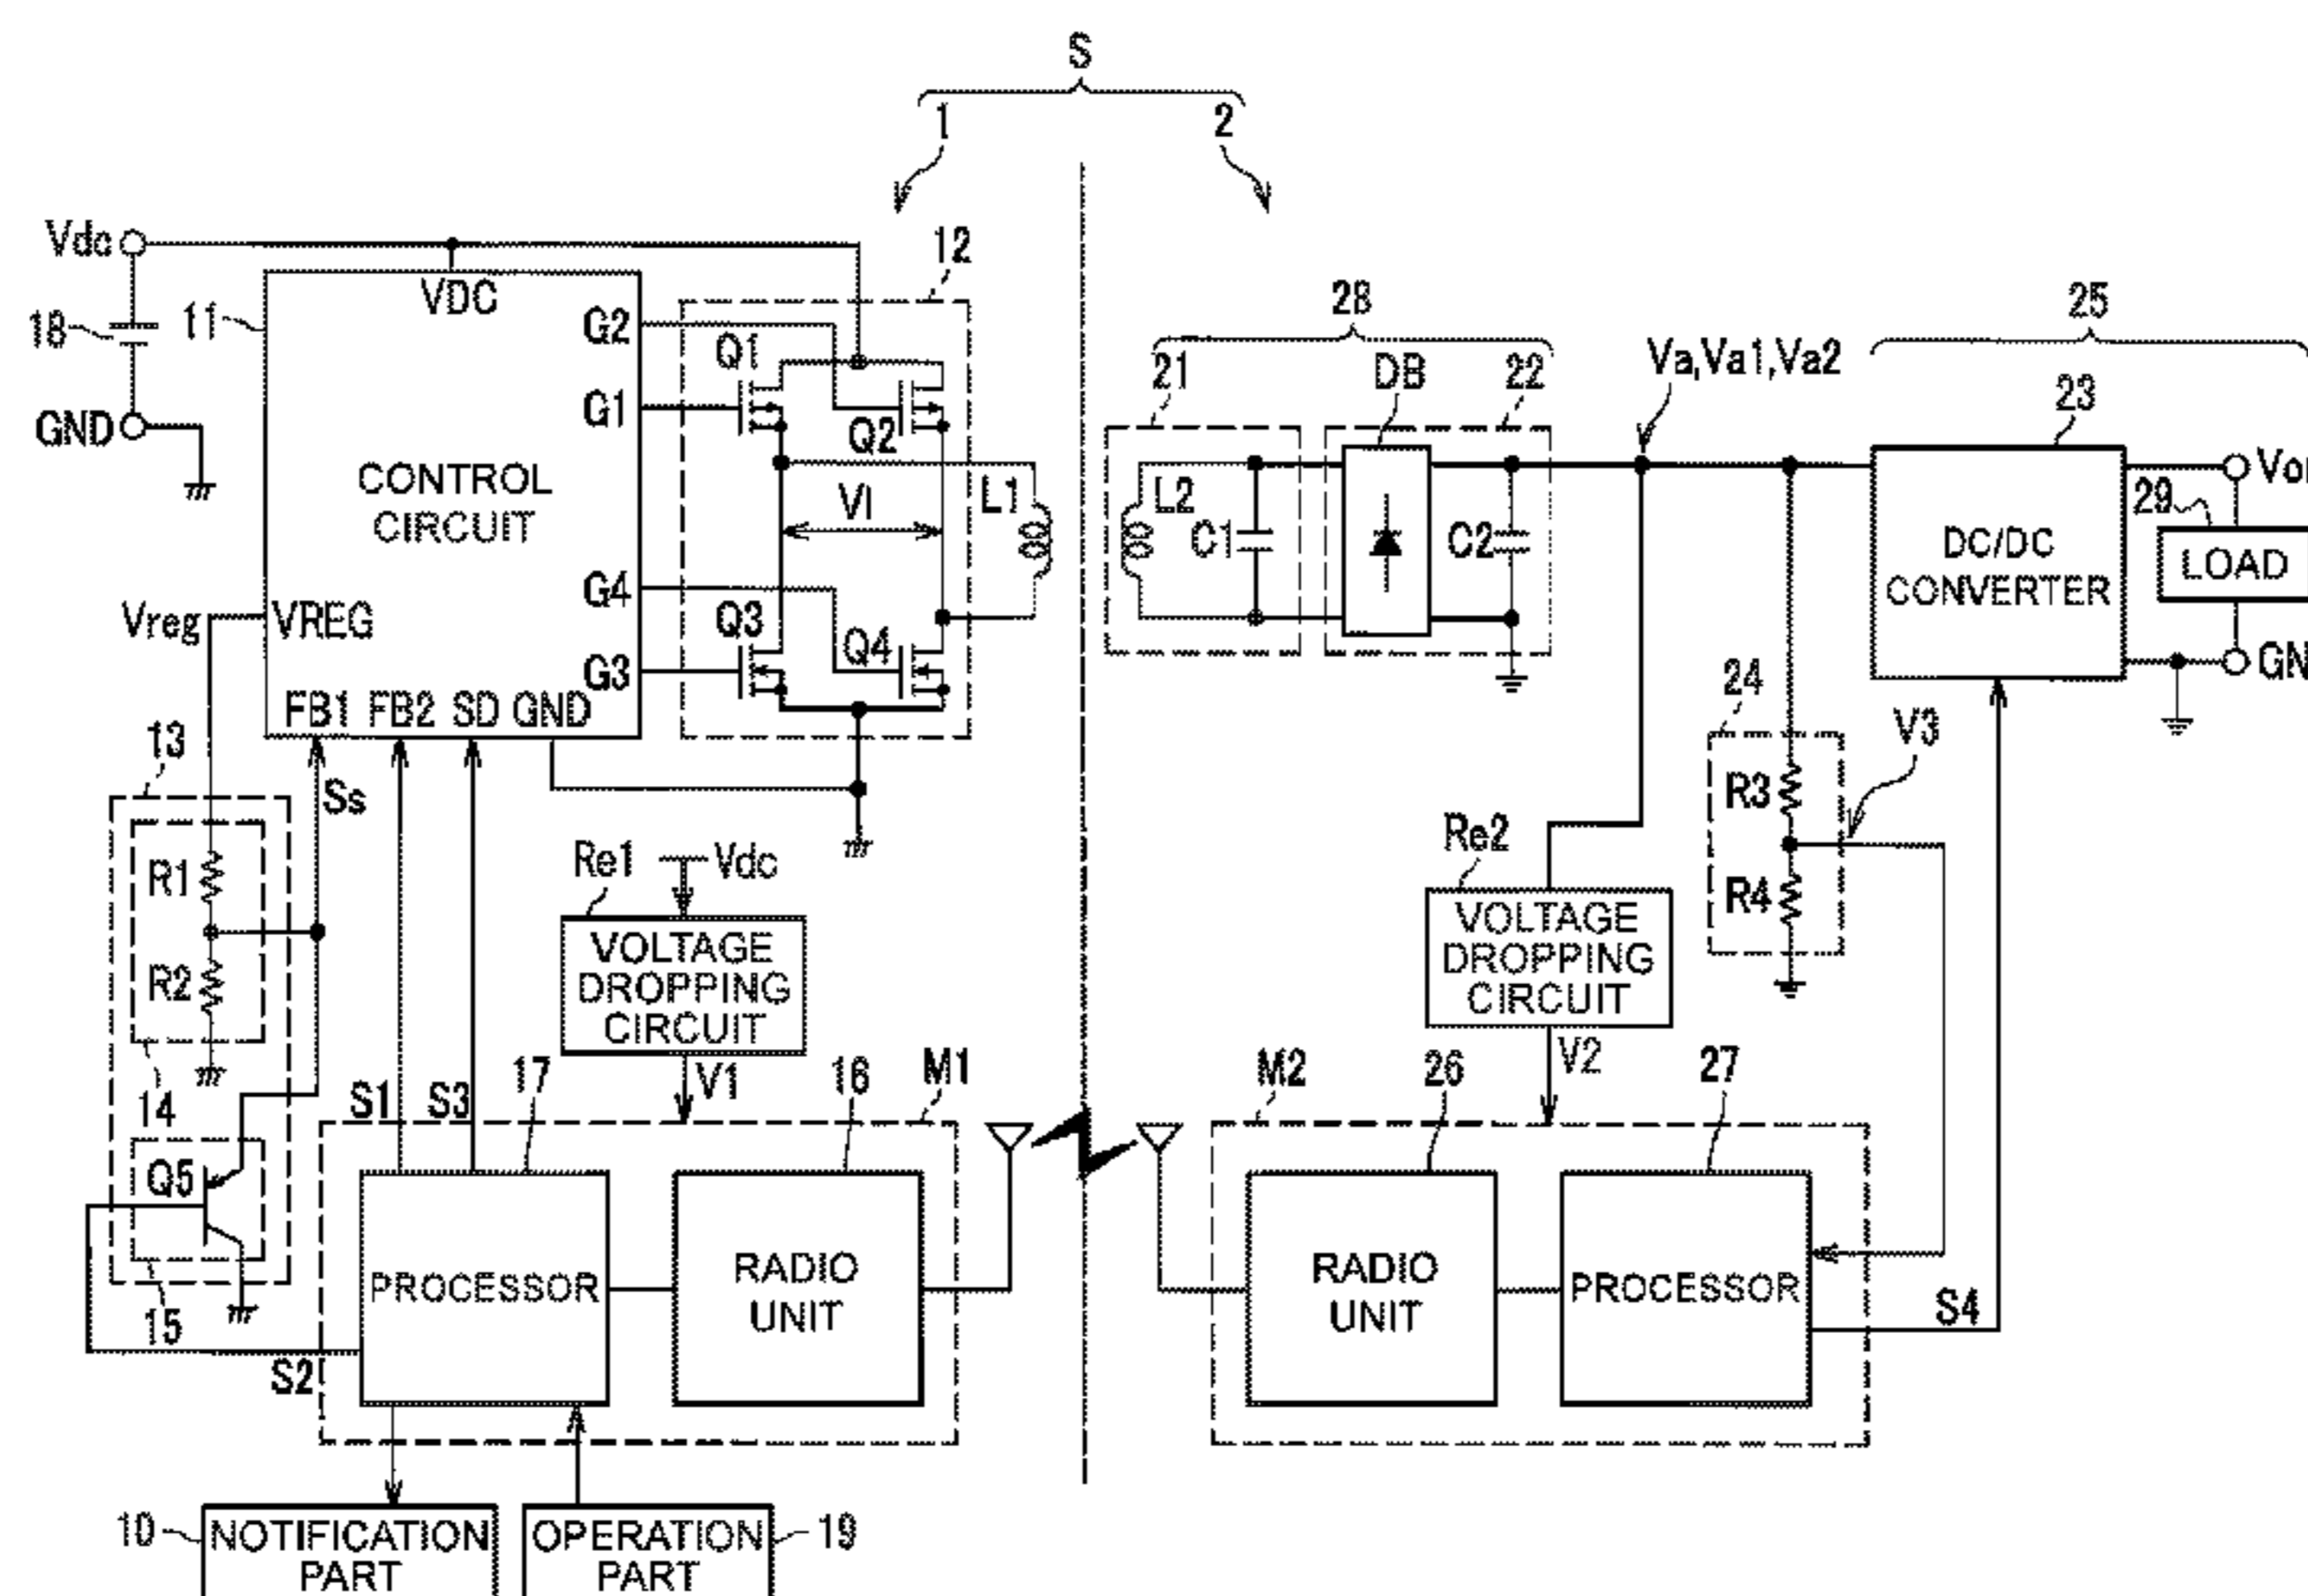 S
1
2
Vdc
12
18
11
VDC
G2
Q1
G1
Q2
GND
CONTROL
CIRCUIT
VI
L1
G4
Vreg
VREG
Q3
Q4
G3
FB1 FB2 SD GND
28
21
DB
22
Va,Va1,Va2
25
23
L2
C1
C2
29
DC/DC
CONVERTER
LOAD
24
V3
R3
R4
13
Ss
R1
R2
14
Q5
15
Re1
Vdc
VOLTAGE
DROPPING
CIRCUIT
V1
Re2
VOLTAGE
DROPPING
CIRCUIT
V2
S1
S3
17
16
M1
M2
26
27
PROCESSOR
RADIO
UNIT
RADIO
UNIT
PROCESSOR
S4
S2
10
NOTIFICATION
PART
OPERATION
PART
19